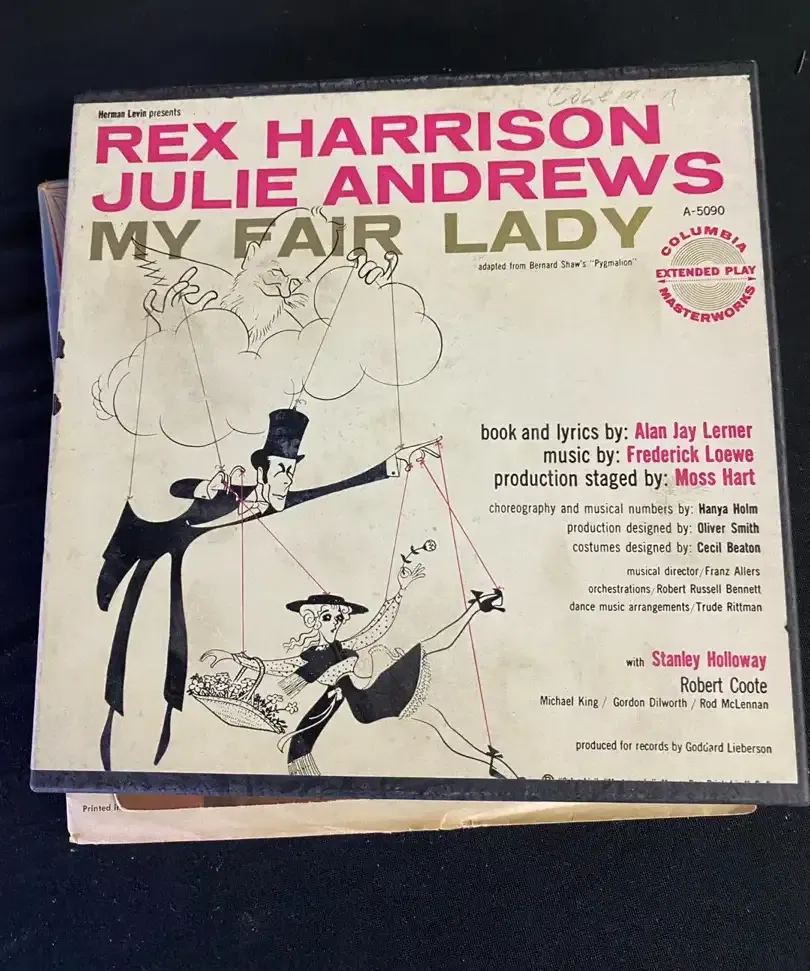 Herman Levin presents
REX HARRISON
JULIE ANDREWS
MY FAIR LADY
A-5090
adapted from Bernard Shaw's "Pygmalion"
COLUMBIA
EXTENDED PLAY
MASTERWORKS
book and lyrics by: Alan Jay Lerner
music by: Frederick Loewe
production staged by: Moss Hart
choreography and musical numbers by: Hanya Holm
production designed by: Oliver Smith
costumes designed by: Cecil Beaton
musical director/Franz Allers
orchestrations/Robert Russell Bennett
dance music arrangements/Trude Rittman
with Stanley Holloway
Robert Coote
Michael King / Gordon Dilworth / Rod McLennan
produced for records by Goddard Lieberson
Printed